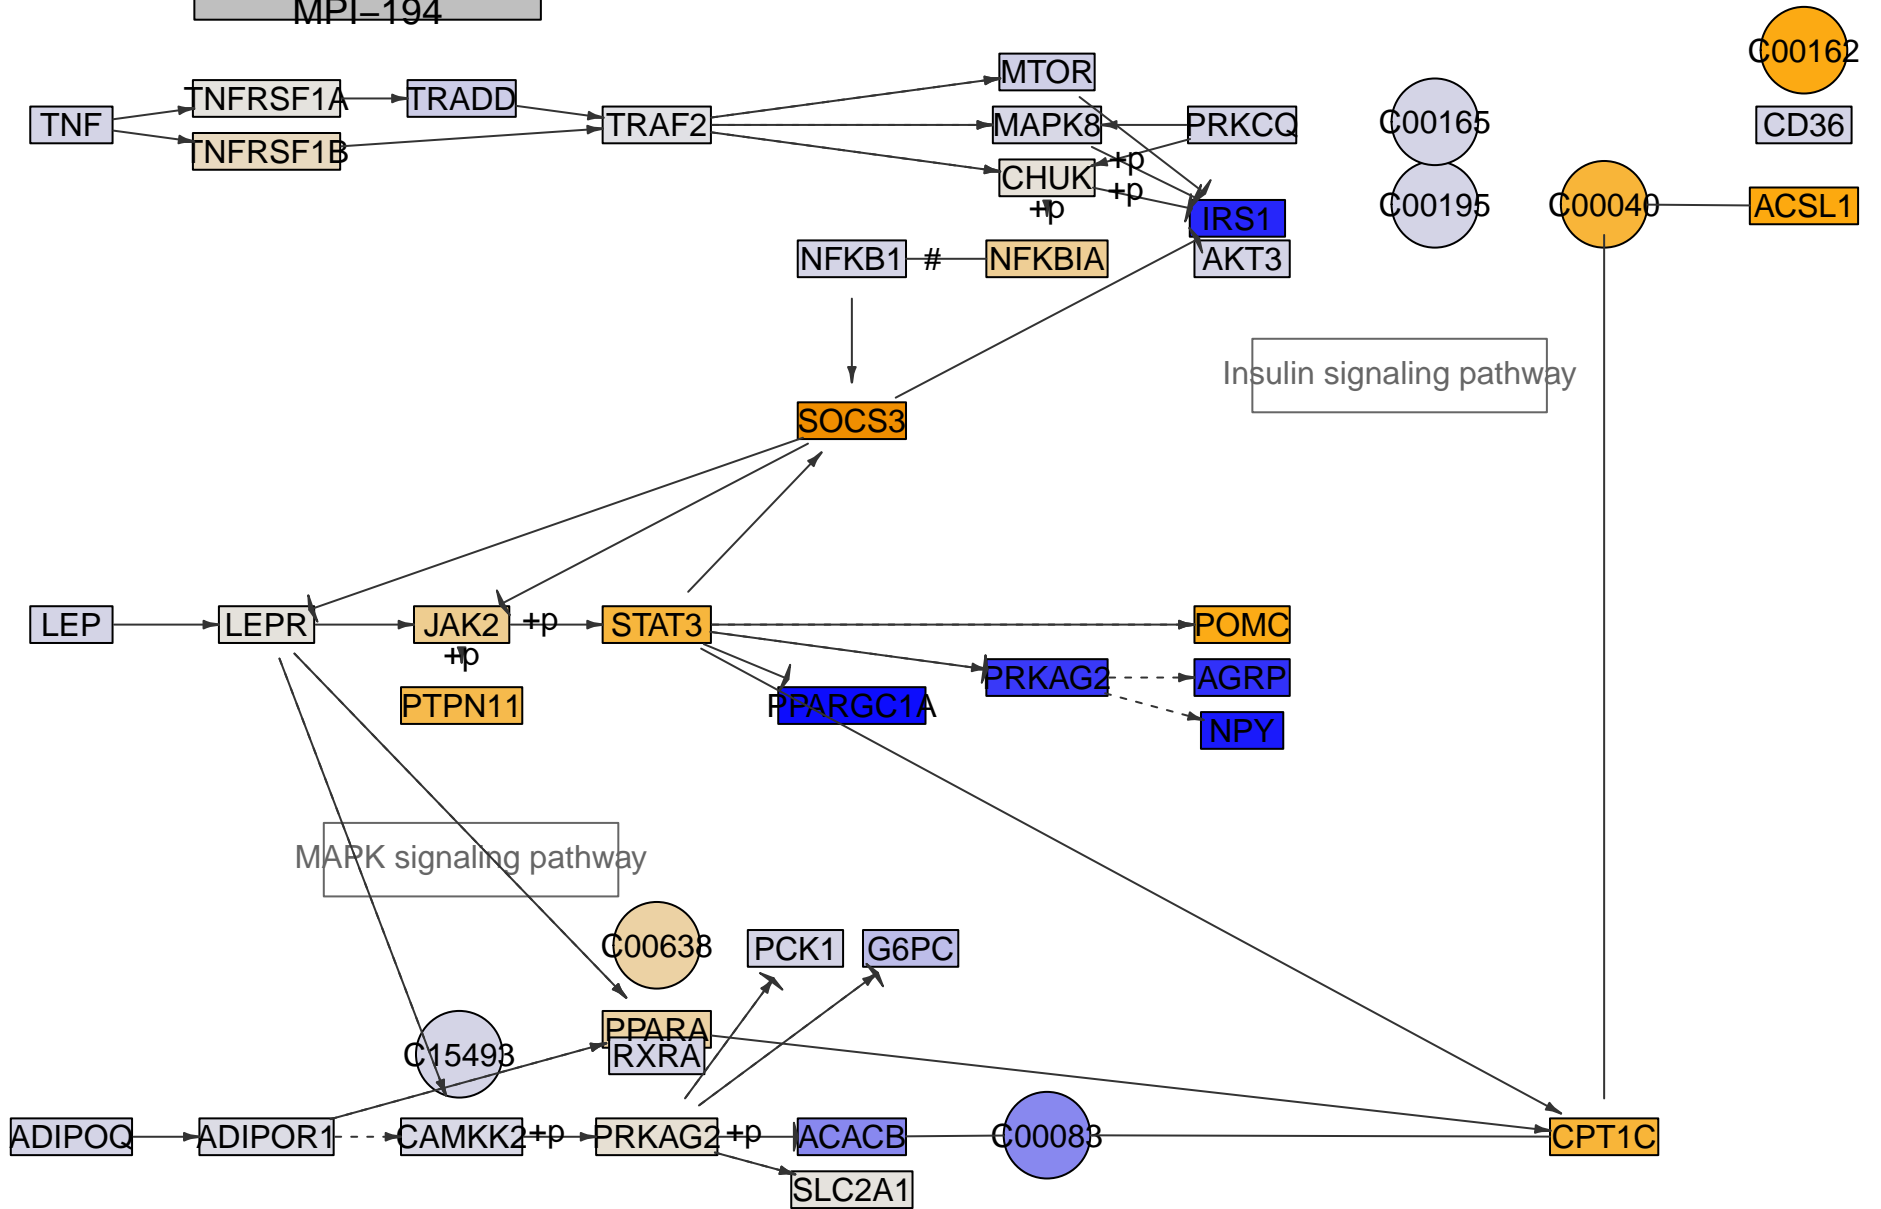 MPI–194
C00162
TNF
TNFRSF1A
TRADD
TNFRSF1B
TRAF2
MTOR
MAPK8
PRKCQ
+p
CHUK
+p
+p
IRS1
C00165
C00195
C00040
CD36
ACSL1
NFKB1
#
NFKBIA
AKT3
Insulin signaling pathway
SOCS3
LEP
LEPR
JAK2
+p
STAT3
POMC
+p
PRKAG2
AGRP
PTPN11
PPARGC1A
NPY
MAPK signaling pathway
C00638
PCK1
G6PC
PPARA
RXRA
C15493
ADIPOQ
ADIPOR1
CAMKK2
+p
PRKAG2
+p
ACACB
C00083
CPT1C
SLC2A1